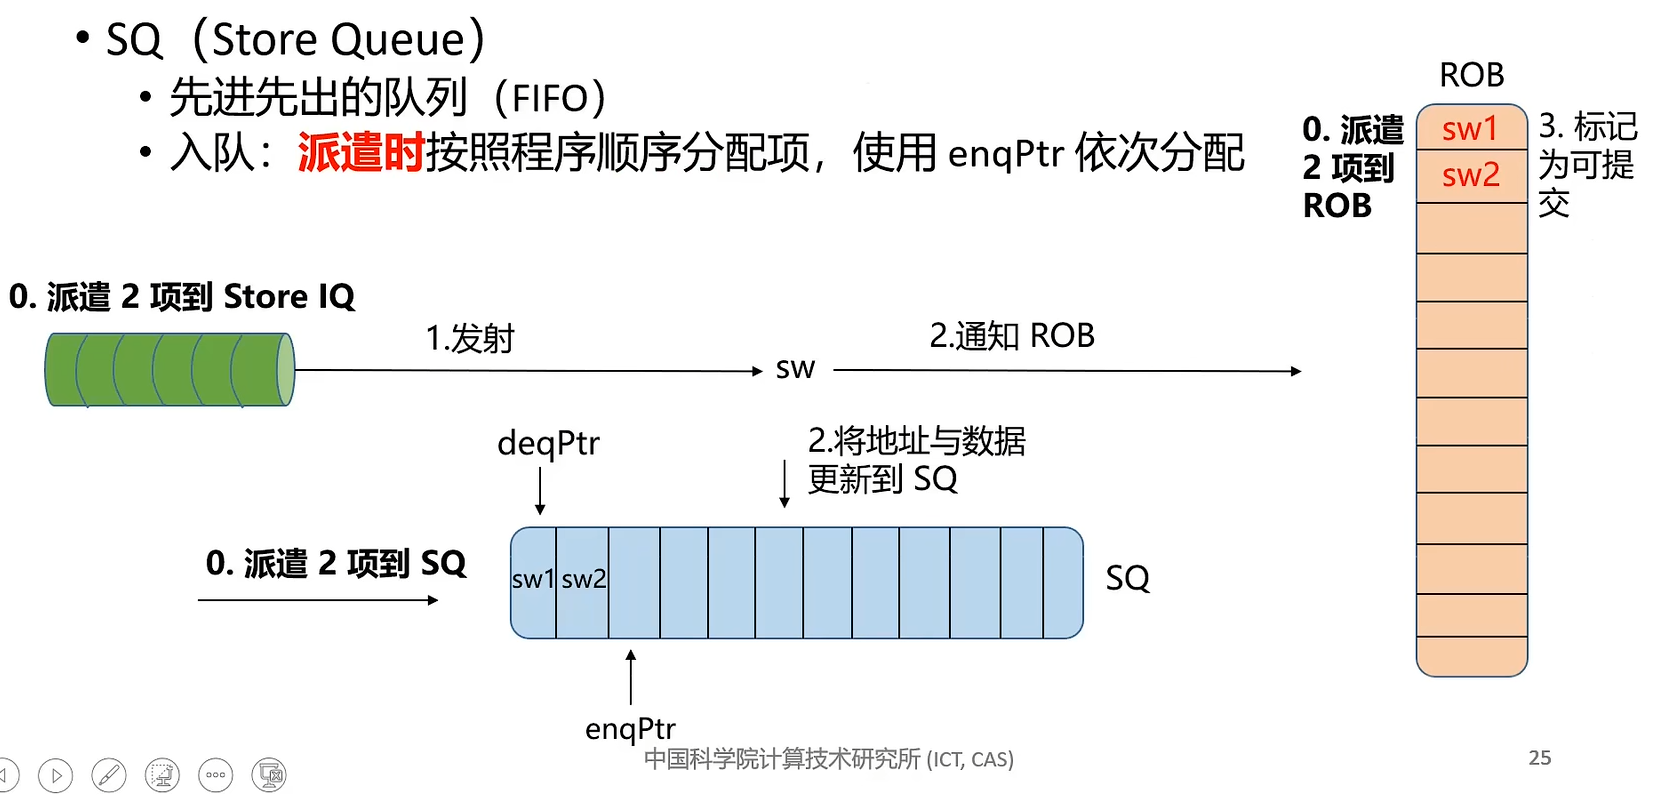 • SQ（Store Queue）
• 先进先出的队列（FIFO）
• 入队：派遣时按照程序顺序分配项，使用 enqPtr 依次分配
ROB
0. 派遣
2 项到
ROB
sw1
sw2
3. 标记
为可提
交
0. 派遣 2 项到 Store IQ
1.发射
sw
2.通知 ROB
deqPtr
2.将地址与数据
更新到 SQ
0. 派遣 2 项到 SQ
sw1 sw2
SQ
enqPtr
中国科学院计算技术研究所 (ICT, CAS)
25